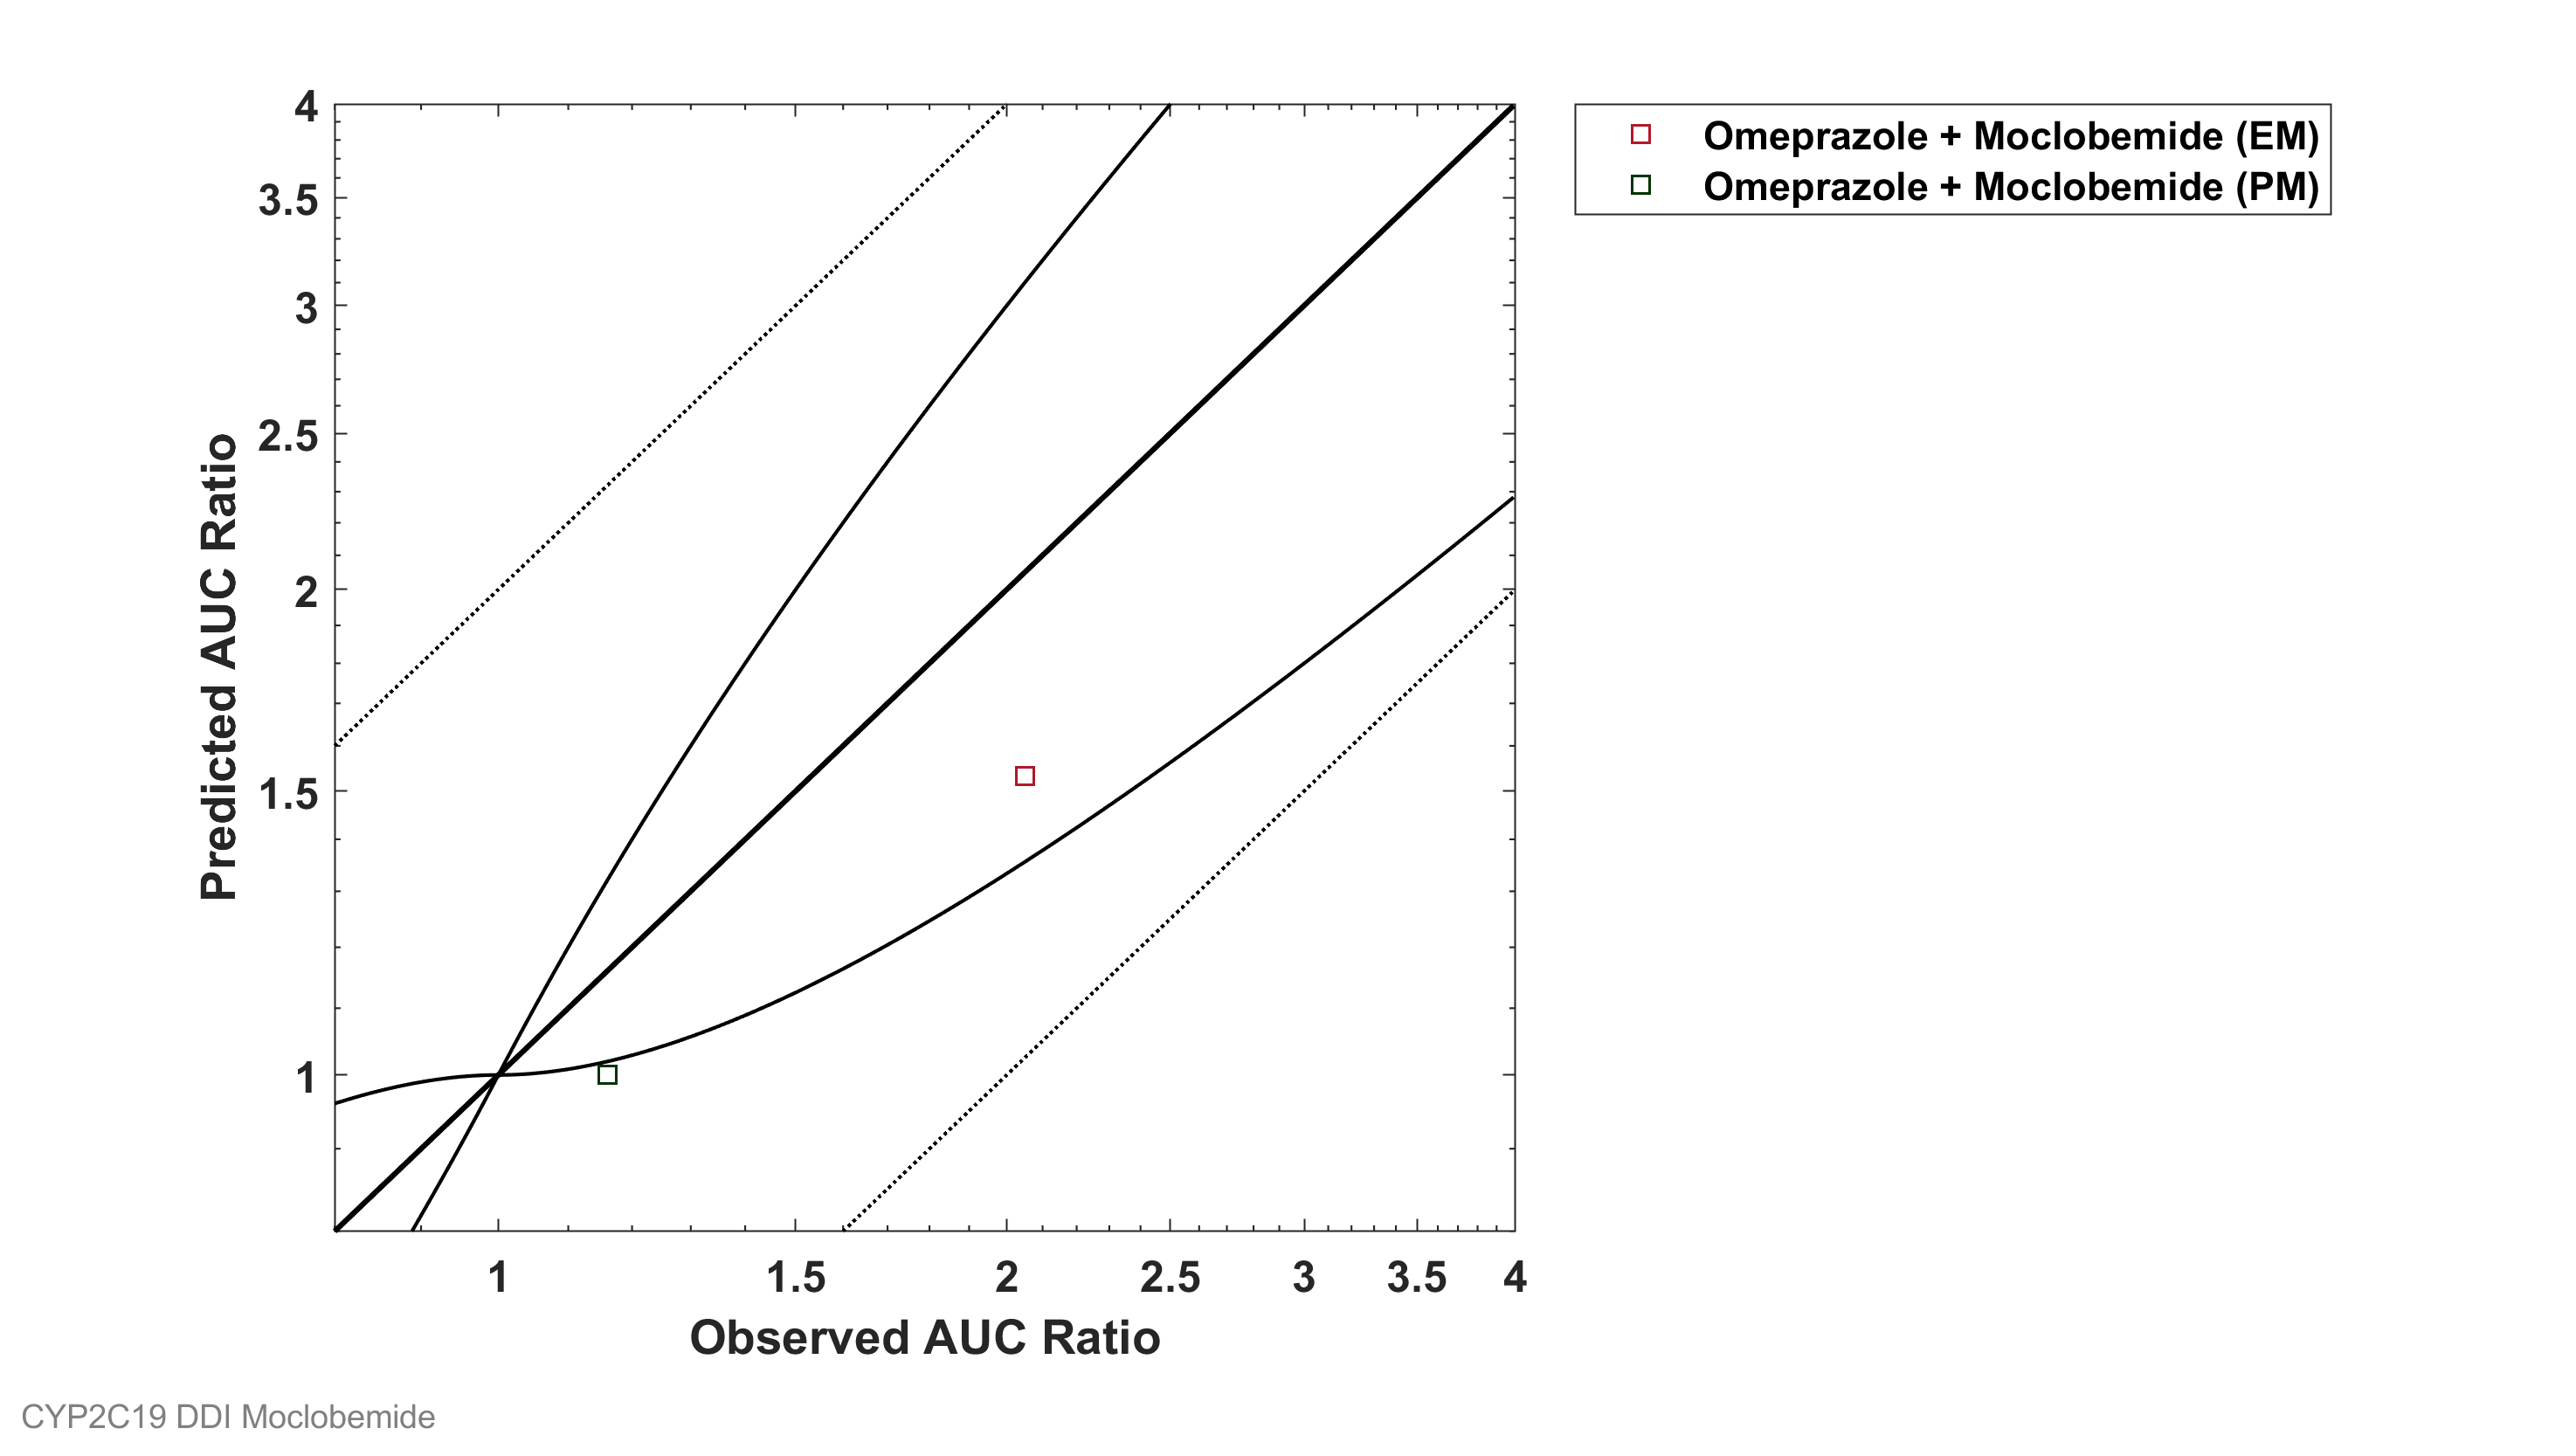 Omeprazole + Moclobemide (EM)
Omeprazole + Moclobemide (PM)
Predicted AUC Ratio
4
3.5
3
2.5
2
1.5
1
1 1.5 2 2.5 3 3.5 4
Observed AUC Ratio
CYP2C19 DDI Moclobemide